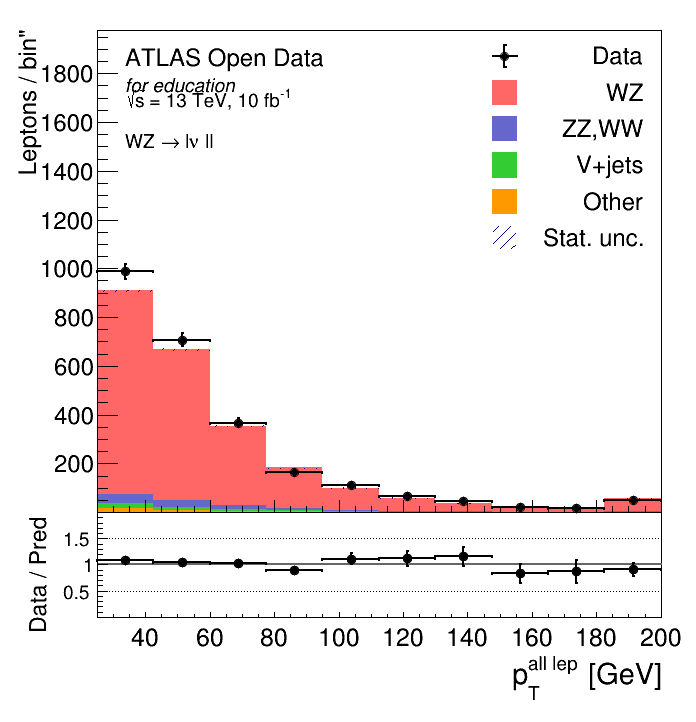 Leptons / bin"
1800
1600
1400
1200
1000
800
600
400
200
ATLAS Open Data
for education
√s = 13 TeV, 10 fb-1
WZ → lν ll
Data
WZ
ZZ,WW
V+jets
Other
Stat. unc.
Data / Pred
1.5
1
0.5
40 60 80 100 120 140 160 180 200
pTall lep [GeV]